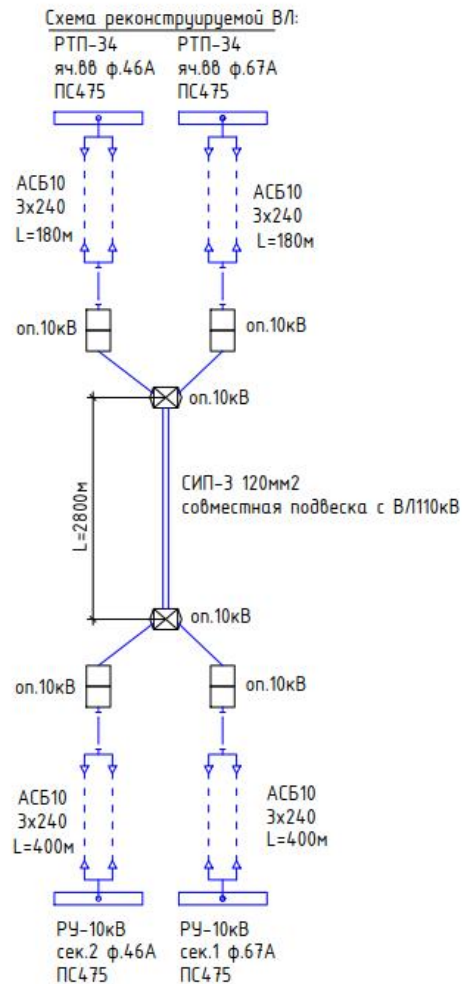 Схема реконструируемой ВЛ:
РТП-34
яч.вв ф.46А
ПС475
РТП-34
яч.вв ф.67А
ПС475
АСБ10
3х240
L=180м
АСБ10
3х240
L=180м
оп.10кВ
оп.10кВ
оп.10кВ
L=2800м
СИП-3 120мм2
совместная подвеска с ВЛ110кВ
оп.10кВ
оп.10кВ
оп.10кВ
АСБ10
3х240
L=400м
АСБ10
3х240
L=400м
РУ-10кВ
сек.2 ф.46А
ПС475
РУ-10кВ
сек.1 ф.67А
ПС475